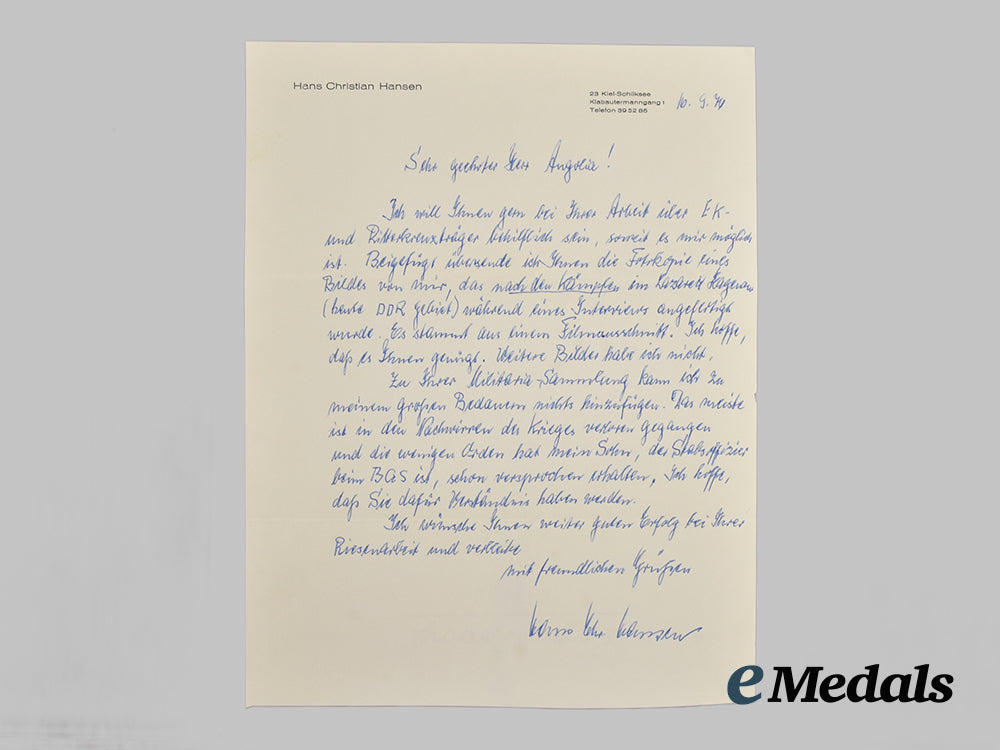 Hans Christian Hansen
23 Kiel-Schilksee
Klabautermanngang 1
Telefon 39 32 85
16. 9. 74
Sehr geehrter Herr Angolia!
Ich will Ihnen gern bei Ihrer Arbeit über EK-
und Ritterkreuzträger behilflich sein, soweit es mir möglich
ist. Beigefügt übersende ich Ihnen die Fotokopie eines
Bildes von mir, das nach den Kämpfen im Lazarett Hagenow
(heute DDR Gebiet) während eines Interviews angefertigt
wurde. Es stammt aus einem Filmausschnitt. Ich hoffe,
daß es Ihnen genügt. Weitere Bilder habe ich nicht.
Zu Ihrer Militaria-Sammlung kann ich zu
meinem großen Bedauern nichts hinzufügen. Das meiste
ist in den Nachwirren des Krieges verloren gegangen
und die wenigen Orden hat mein Sohn, der Stabsoffizier
beim BGS ist, schon versprochen erhalten. Ich hoffe,
daß Sie dafür Verständnis haben werden.
Ich wünsche Ihnen weiter guten Erfolg bei Ihrer
Riesenarbeit und verbleibe
mit freundlichen Grüßen
Hans Chr. Hansen
eMedals